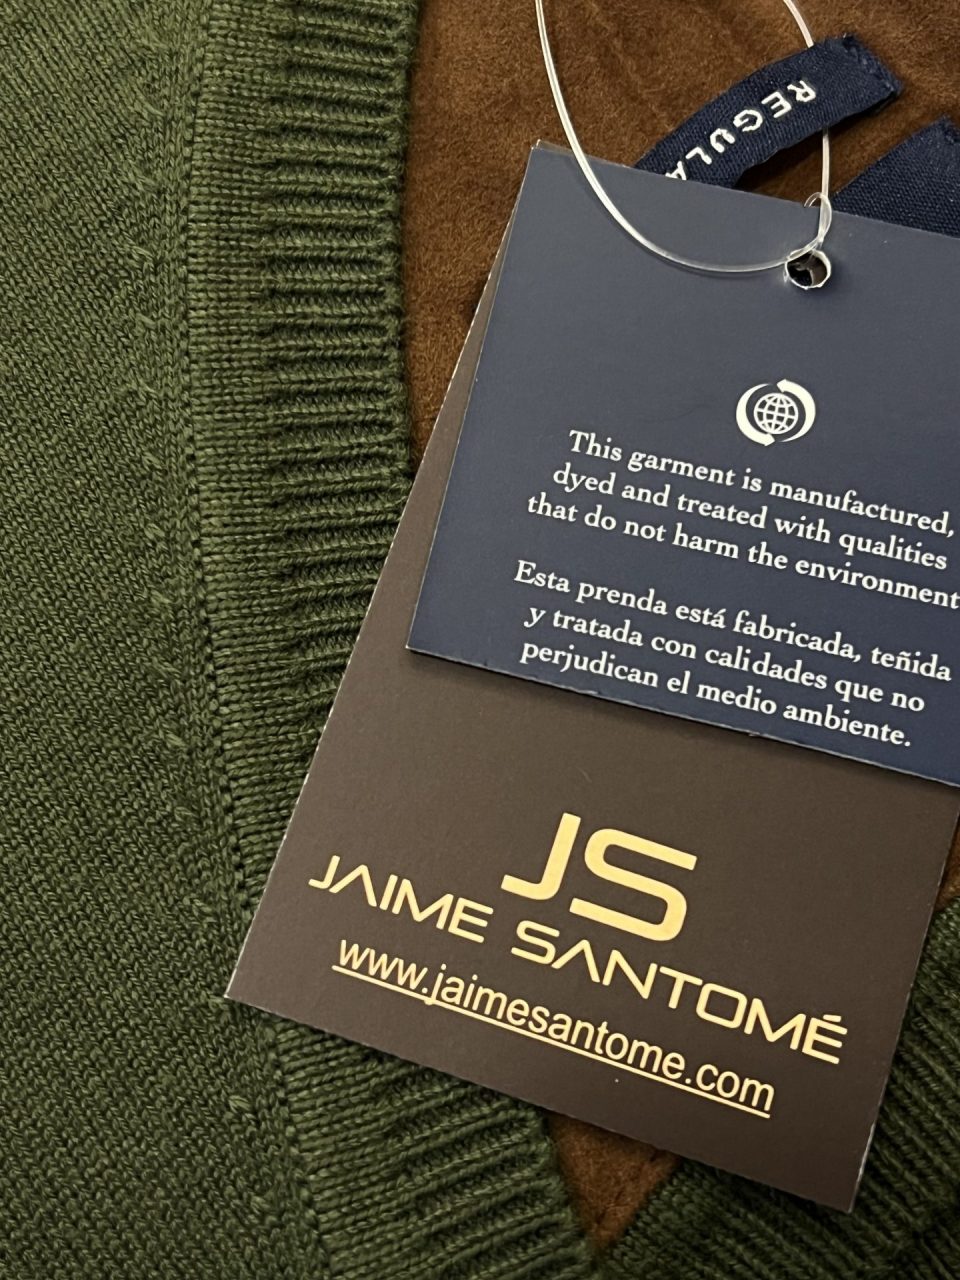 REGULA
This garment is manufactured,
dyed and treated with qualities
that do not harm the environment
Esta prenda está fabricada, teñida
y tratada con calidades que no
perjudican el medio ambiente.
JS
JAIME SANTOMÉ
www.jaimesantome.com